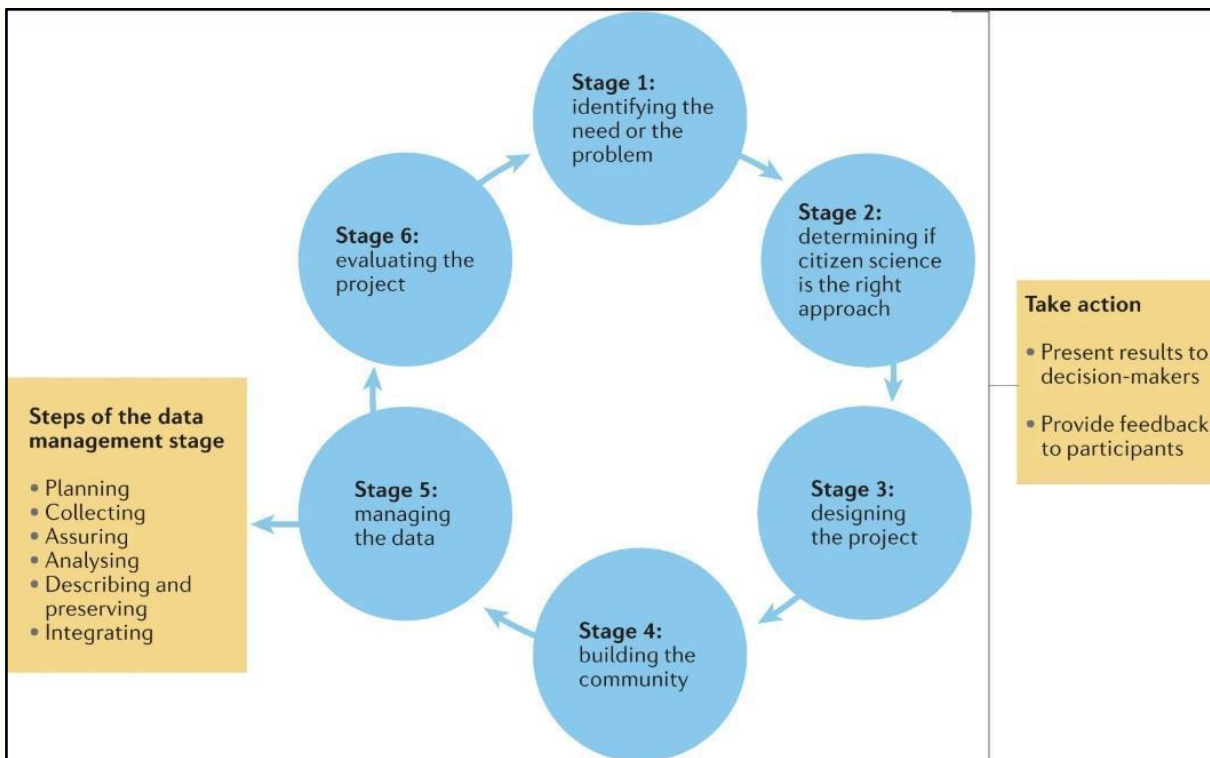 Stage 1:
identifying the
need or the
problem
Stage 2:
determining if
citizen science
is the right
approach
Stage 3:
designing
the project
Stage 4:
building the
community
Stage 5:
managing
the data
Stage 6:
evaluating the
project
Steps of the data
management stage
• Planning
• Collecting
• Assuring
• Analysing
• Describing and
preserving
• Integrating
Take action
• Present results to
decision-makers
• Provide feedback
to participants